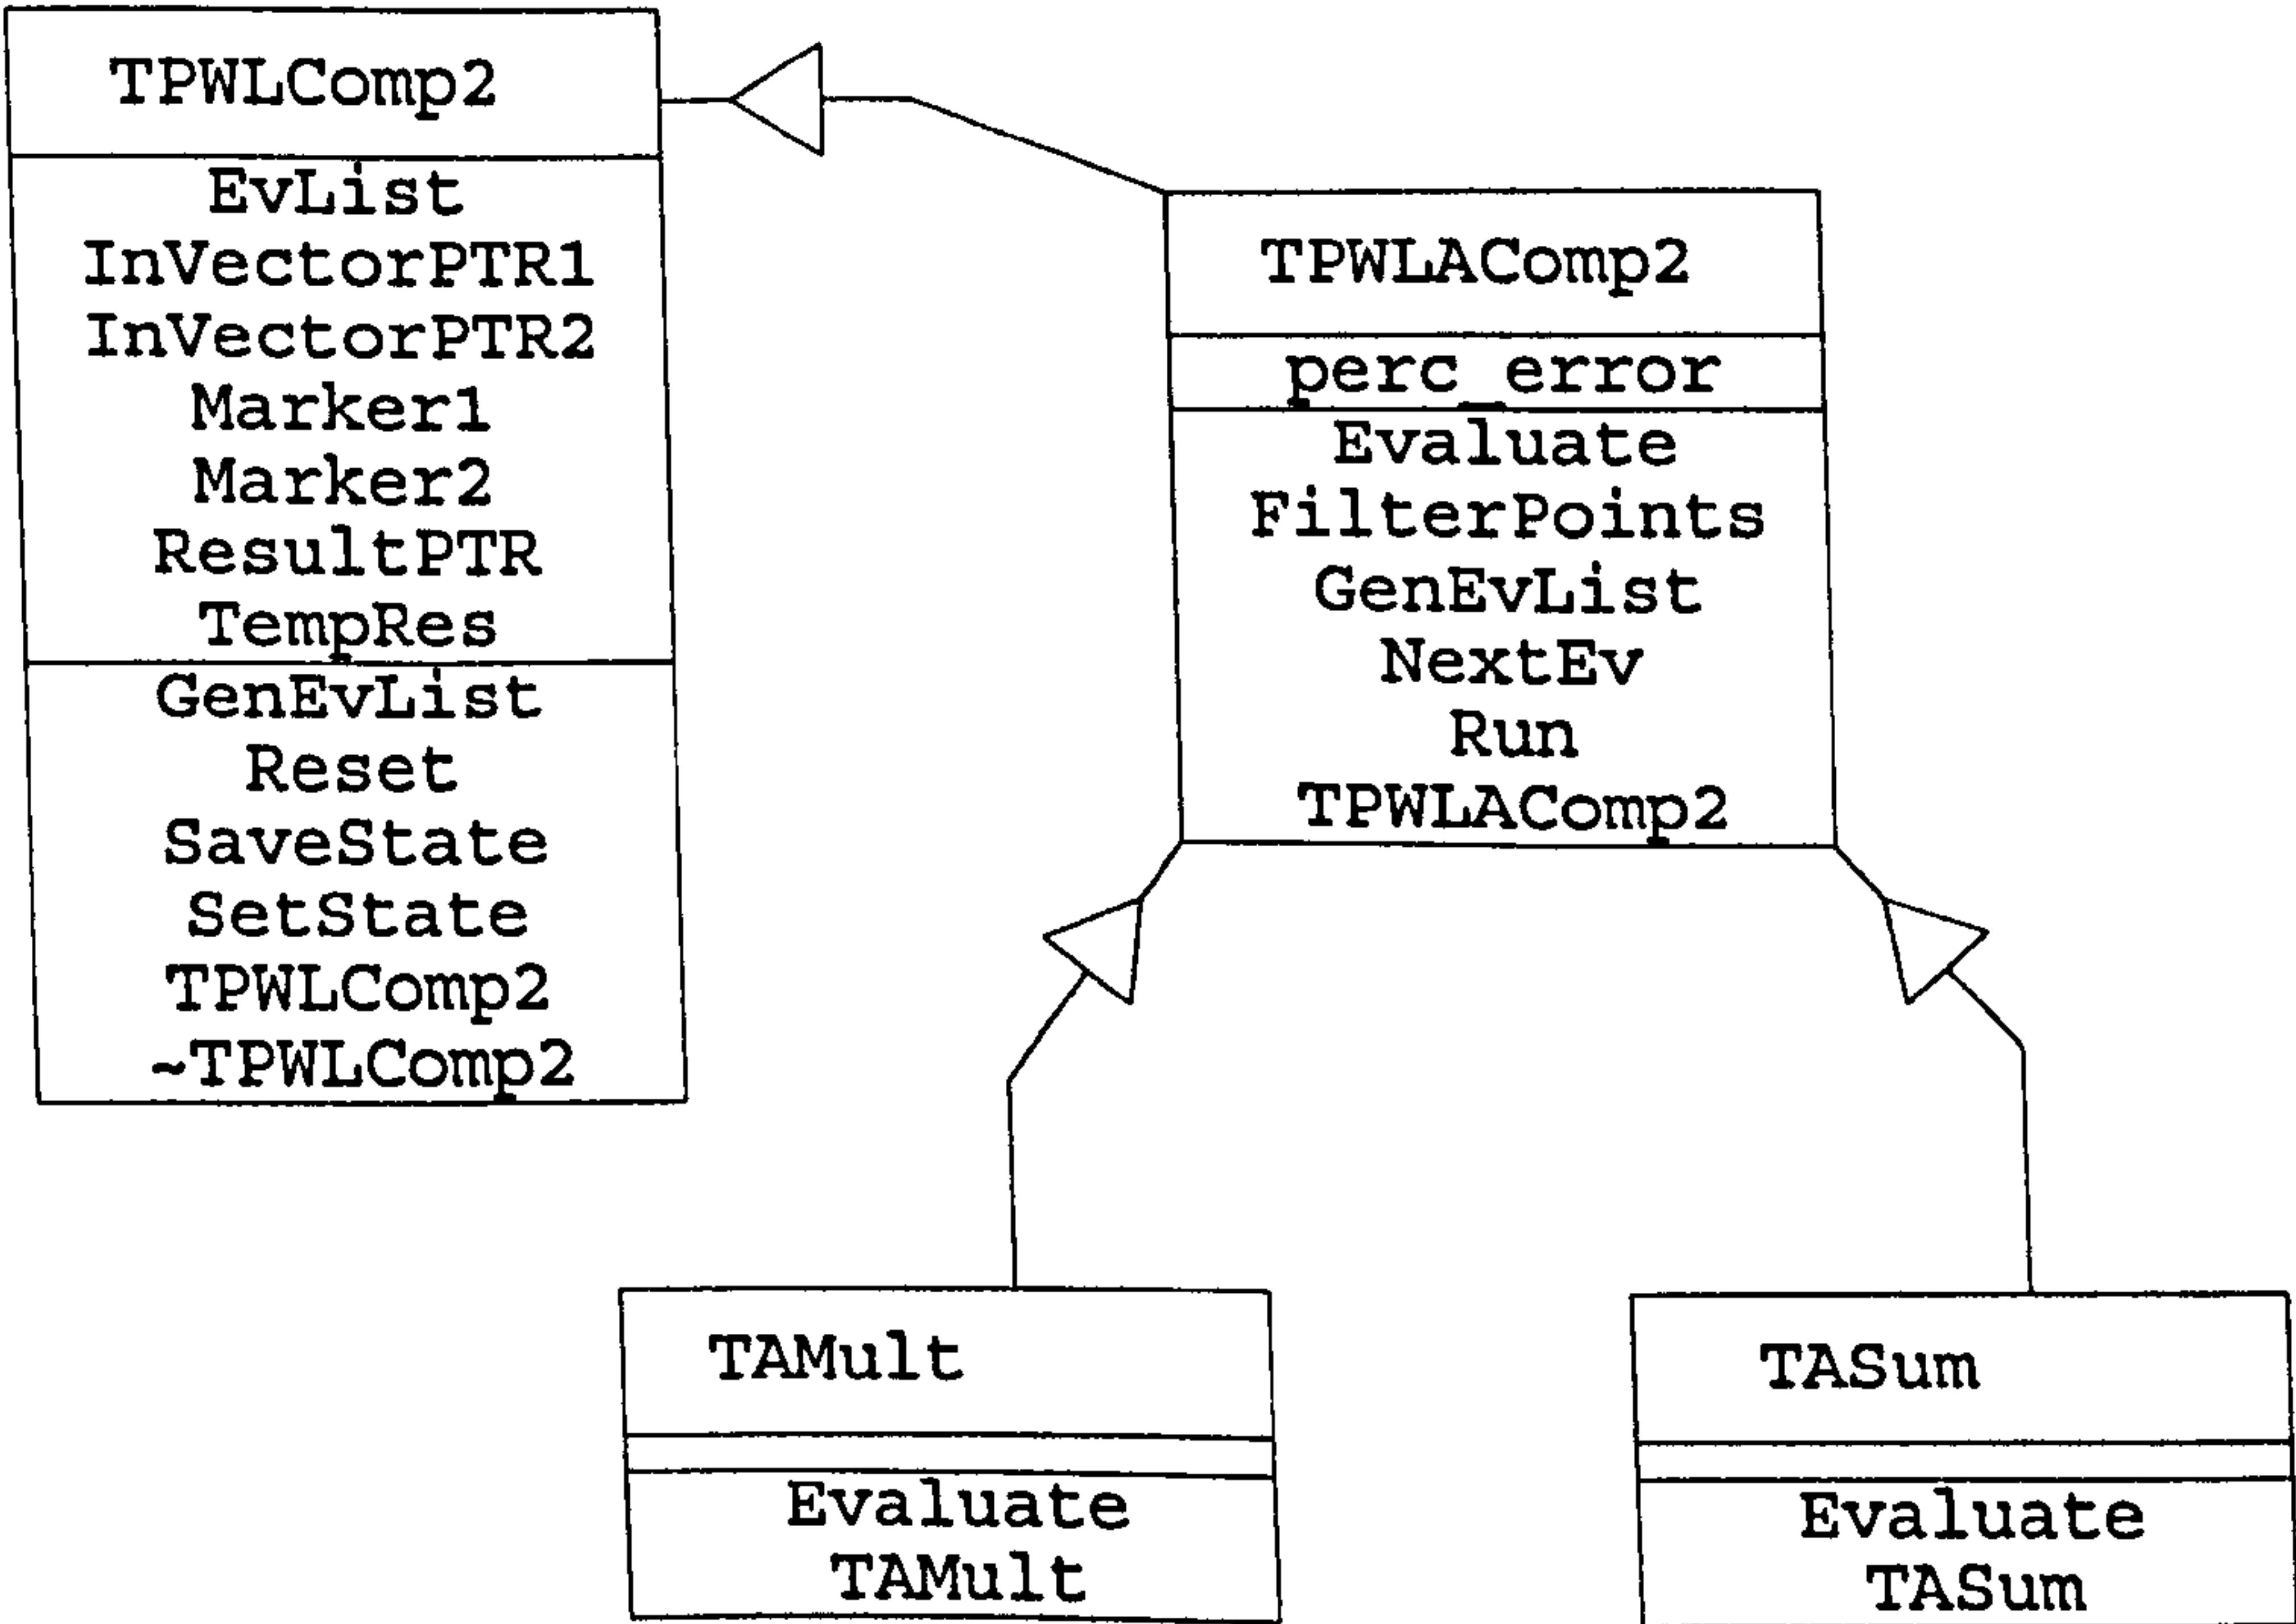 TPWLComp2
EvList
InVectorPTR1
InVectorPTR2
Marker1
Marker2
ResultPTR
TempRes
GenEvList
Reset
SaveState
SetState
TPWLComp2
~TPWLComp2
TPWLAComp2
perc_error
Evaluate
FilterPoints
GenEvList
NextEv
Run
TPWLAComp2
TAMult
Evaluate
TAMult
TASum
Evaluate
TASum